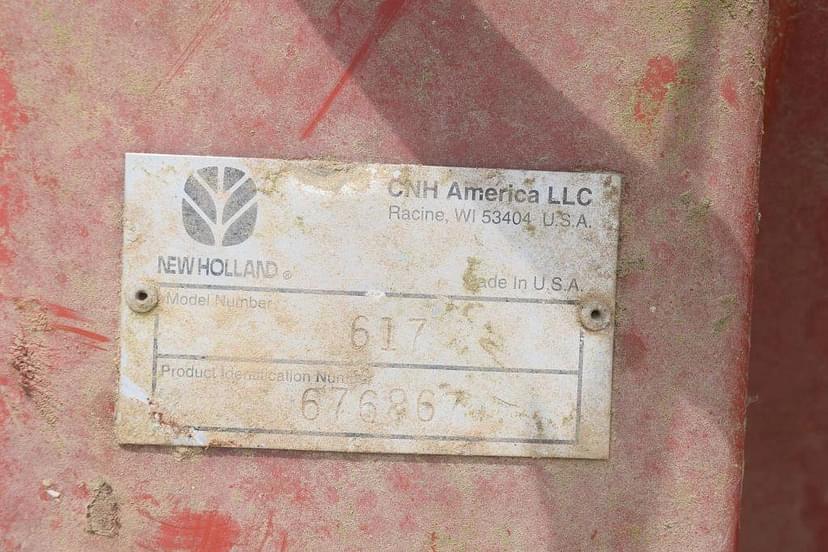 CNH America LLC
Racine, WI 53404 U.S.A.
NEW HOLLAND ®
Made In U.S.A.
Model Number
617
Product Identification Number
676867